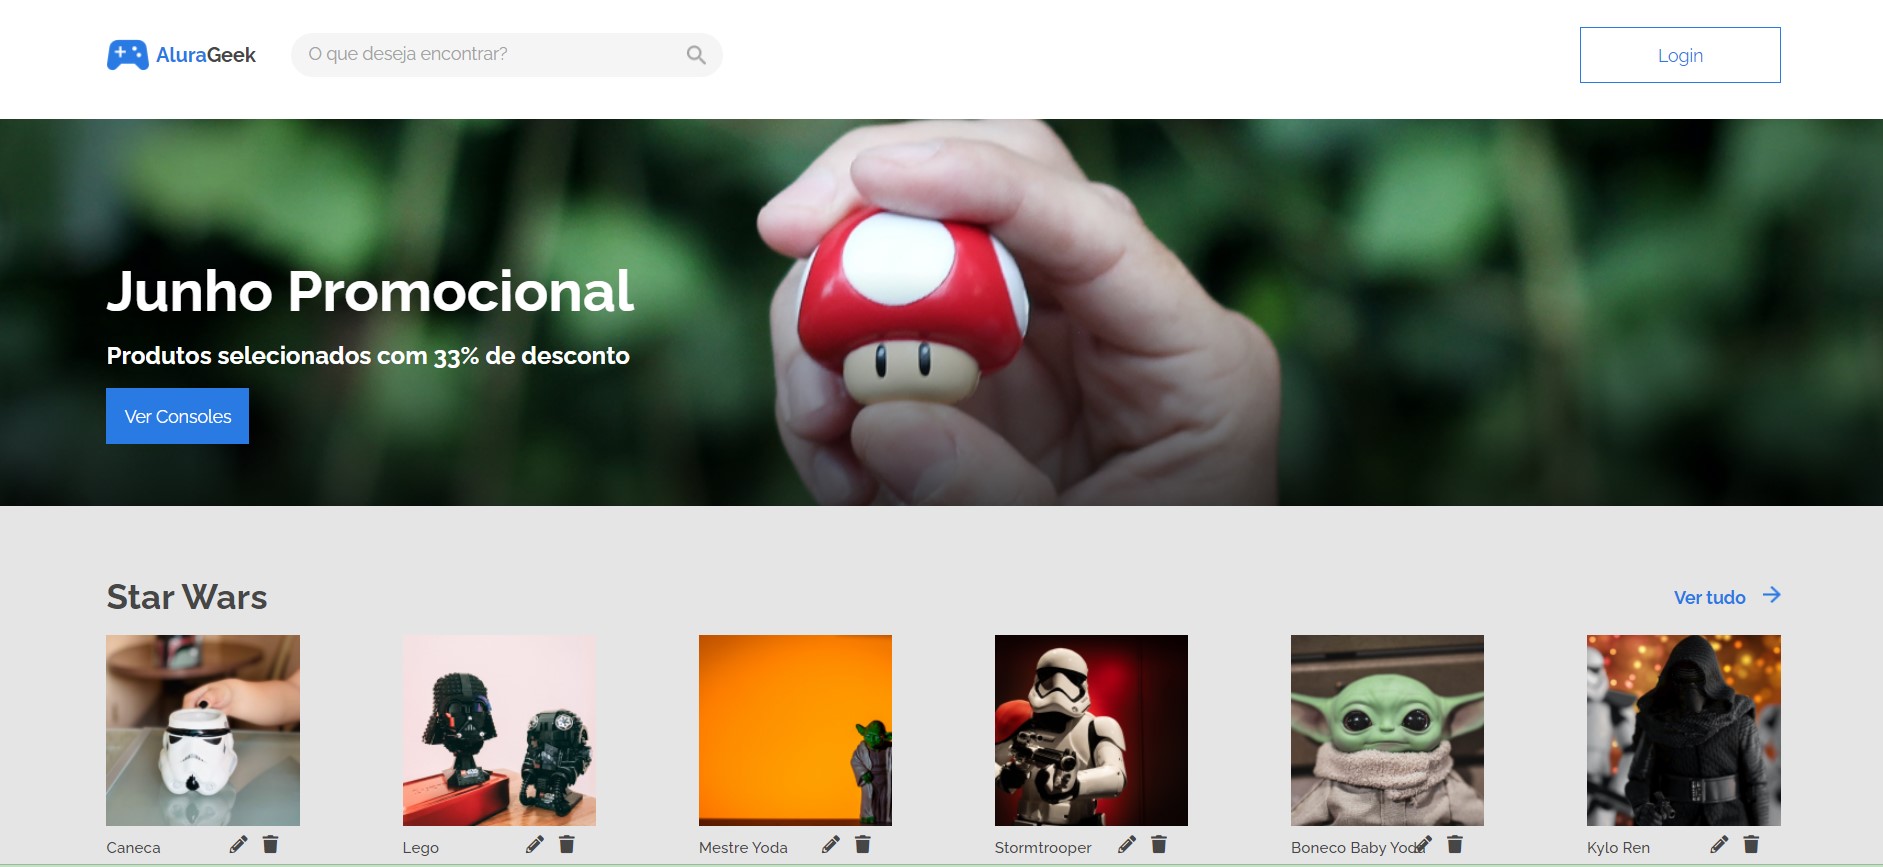 AluraGeek
O que deseja encontrar?
Login
Junho Promocional
Produtos selecionados com 33% de desconto
Ver Consoles
Star Wars
Ver tudo
Caneca
Lego
Mestre Yoda
Stormtrooper
Boneco Baby Yoda
Kylo Ren